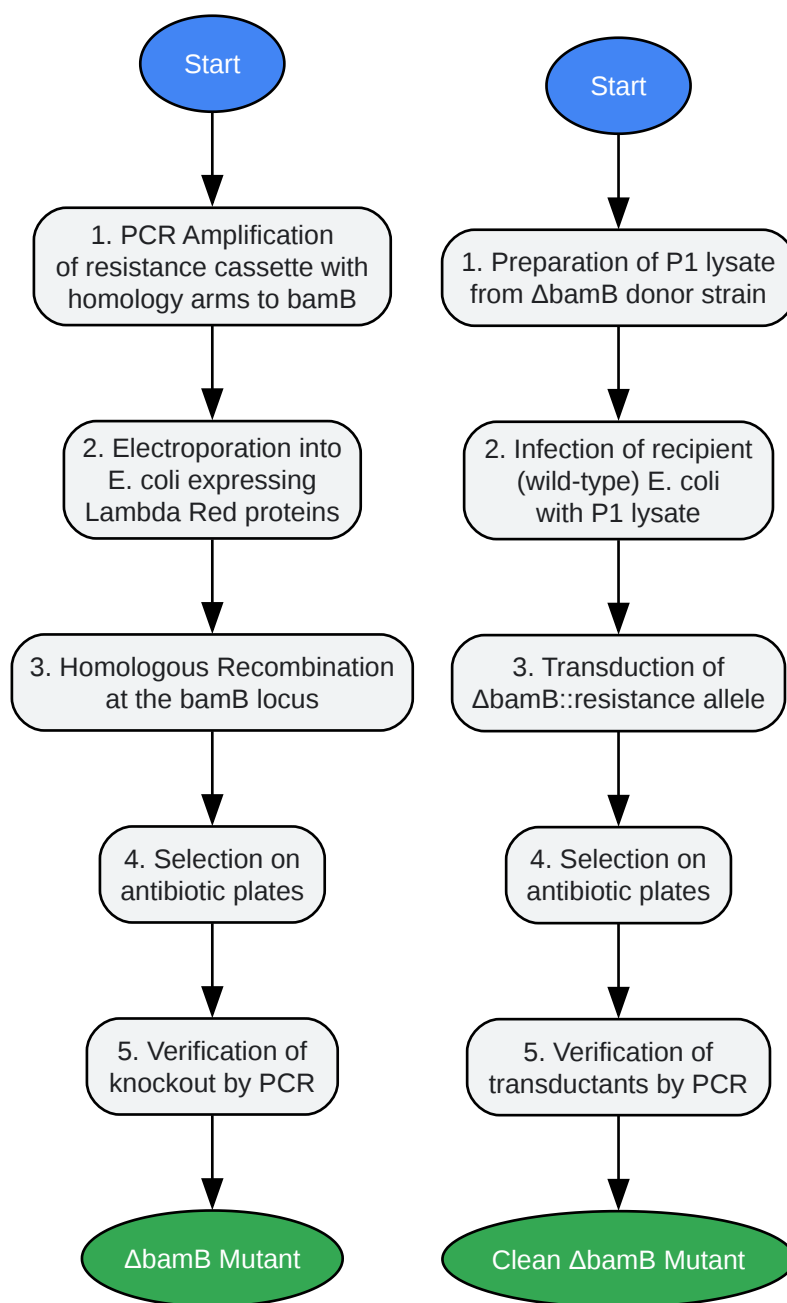 Start
1. PCR Amplification
of resistance cassette with
homology arms to bamB
2. Electroporation into
E. coli expressing
Lambda Red proteins
3. Homologous Recombination
at the bamB locus
4. Selection on
antibiotic plates
5. Verification of
knockout by PCR
ΔbamB Mutant
Start
1. Preparation of P1 lysate
from ΔbamB donor strain
2. Infection of recipient
(wild-type) E. coli
with P1 lysate
3. Transduction of
ΔbamB::resistance allele
4. Selection on
antibiotic plates
5. Verification of
transductants by PCR
Clean ΔbamB Mutant